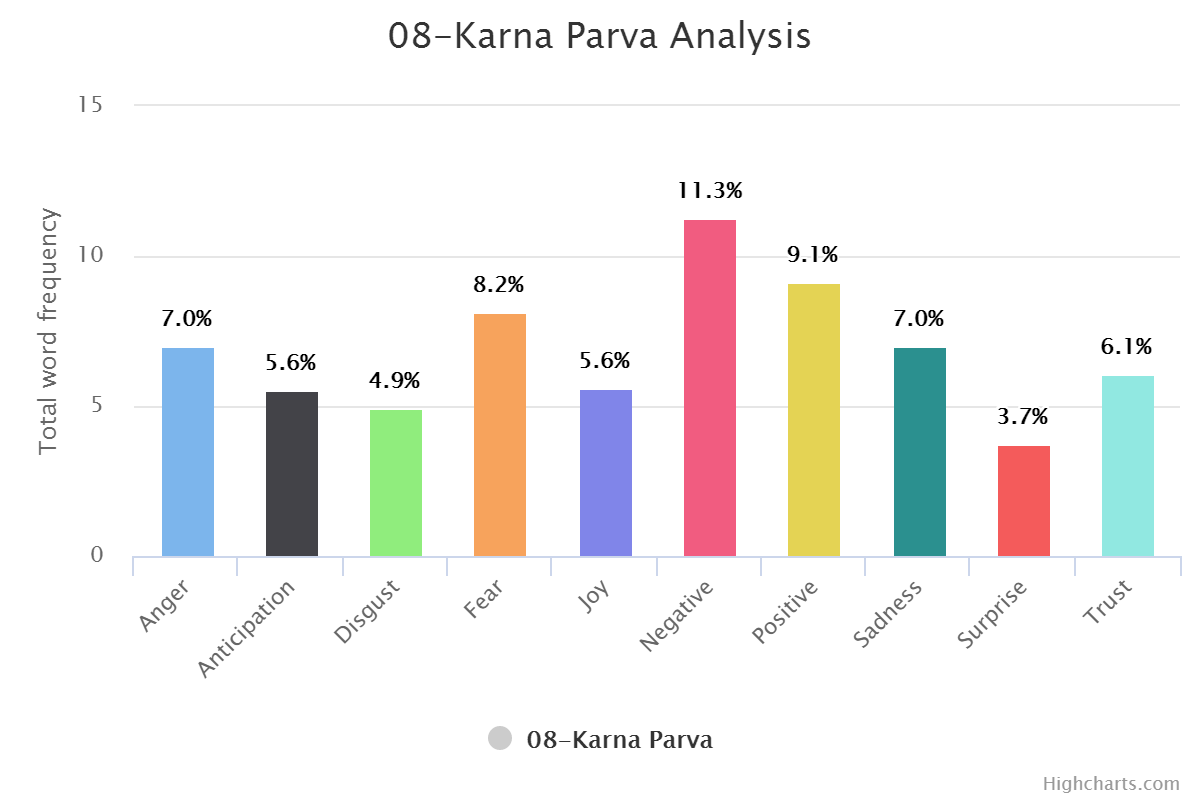 08-Karna Parva Analysis
Total word frequency
15
10
5
0
7.0%
5.6%
4.9%
8.2%
5.6%
11.3%
9.1%
7.0%
3.7%
6.1%
Anger
Anticipation
Disgust
Fear
Joy
Negative
Positive
Sadness
Surprise
Trust
08-Karna Parva
Highcharts.com